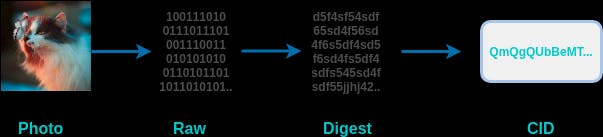 100111010
0111011101
001110011
010101010
0110101101
1011010101..
d5f4sf54sdf
65sd4f56sd
4f6s5df4sd5
f6sd4fs5df4
sdfs545sd4f
sdf55jjhj42..
QmQgQUbBeMT...
Photo
Raw
Digest
CID